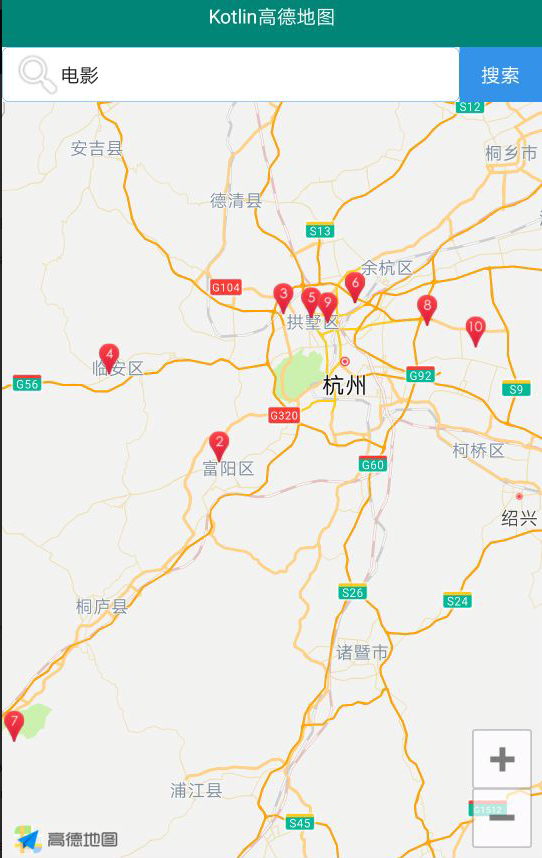 Kotlin高德地图
电影
搜索
S12
安吉县
桐乡市
德清县
S13
余杭区
G104
3
5
9
6
8
10
拱墅区
4
临安区
G56
杭州
G92
S9
G320
2
富阳区
柯桥区
G60
绍兴
S26
S24
桐庐县
诸暨市
7
浦江县
G1512
S45
高德地图